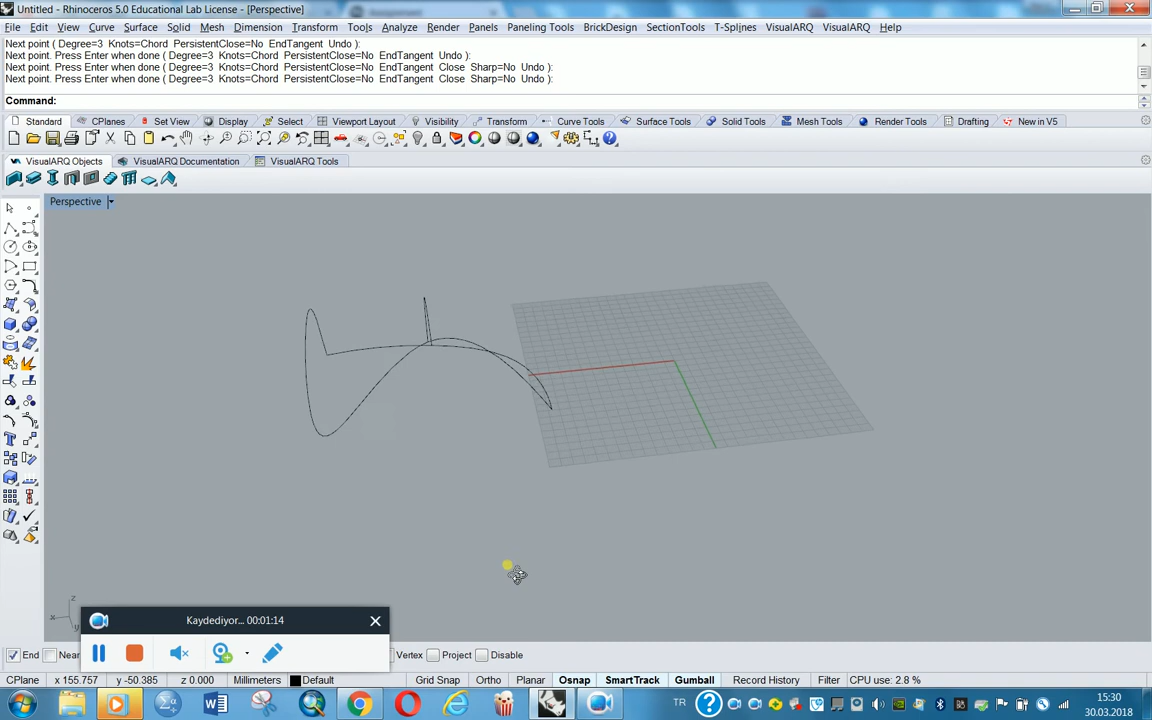 Untitled - Rhinoceros 5.0 Educational Lab License - [Perspective]
File Edit View Curve Surface Solid Mesh Dimension Transform Tools Analyze Render Panels Paneling Tools BrickDesign SectionTools T-Splines VisualARQ VisualARQ Help
Next point ( Degree=3 Knots=Chord PersistentClose=No EndTangent Undo ):
Next point. Press Enter when done ( Degree=3 Knots=Chord PersistentClose=No EndTangent Undo ):
Next point. Press Enter when done ( Degree=3 Knots=Chord PersistentClose=No EndTangent Close Sharp=No Undo ):
Next point. Press Enter when done ( Degree=3 Knots=Chord PersistentClose=No EndTangent Close Sharp=No Undo ):
Command:
Standard CPlanes Set View Display Select Viewport Layout Visibility Transform Curve Tools Surface Tools Solid Tools Mesh Tools Render Tools Drafting New in V5
VisualARQ Objects VisualARQ Documentation VisualARQ Tools
Perspective
z
x
y
Kaydediyor... 00:01:14
End Near Vertex Project Disable
CPlane x 155.757 y -50.385 z 0.000 Millimeters Default Grid Snap Ortho Planar Osnap SmartTrack Gumball Record History Filter CPU use: 2.8 %
TR
15:30
30.03.2018